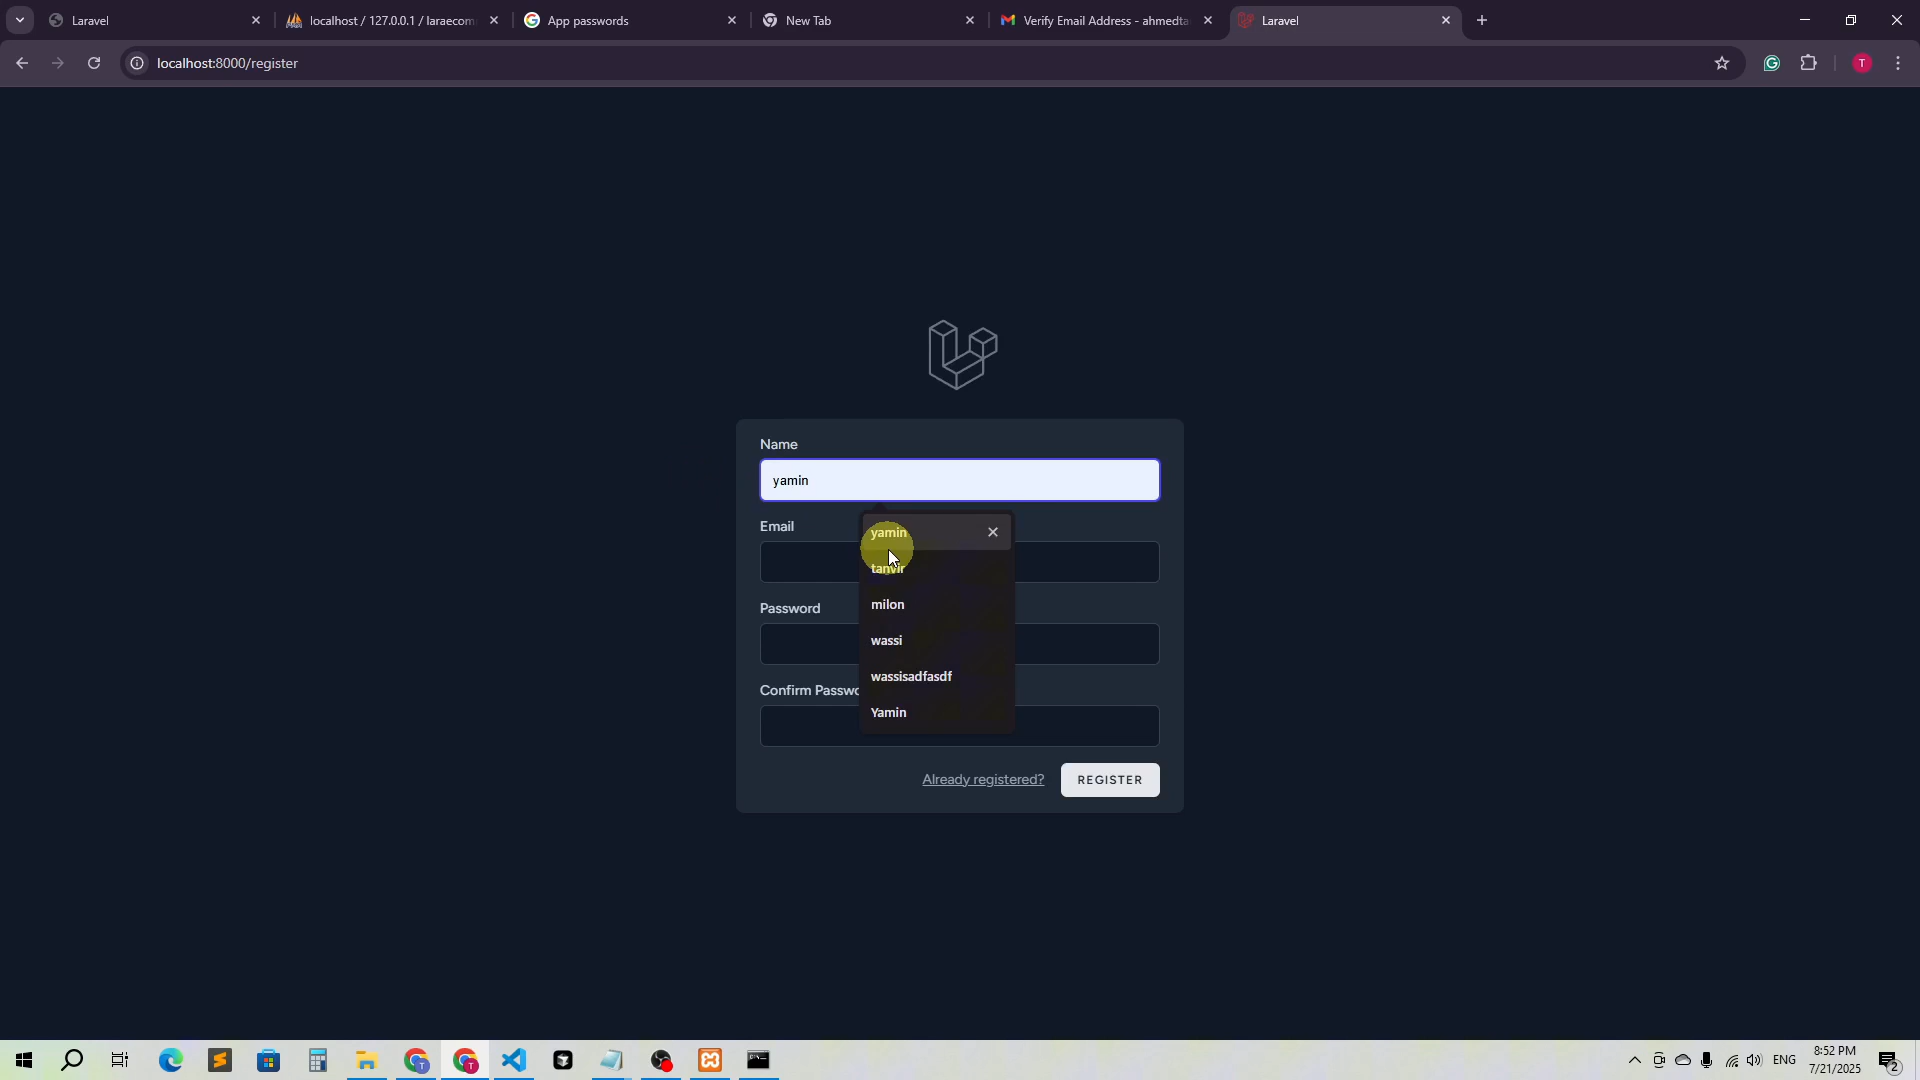 Laravel
localhost / 127.0.0.1 / laraecom
App passwords
New Tab
Verify Email Address - ahmedta
Laravel
localhost:8000/register
T
Name
yamin
Email
yamin
tanvir
Password
milon
wassi
wassisadfasdf
Confirm Passwo
Yamin
Already registered?
REGISTER
ENG
8:52 PM
7/21/2025
2